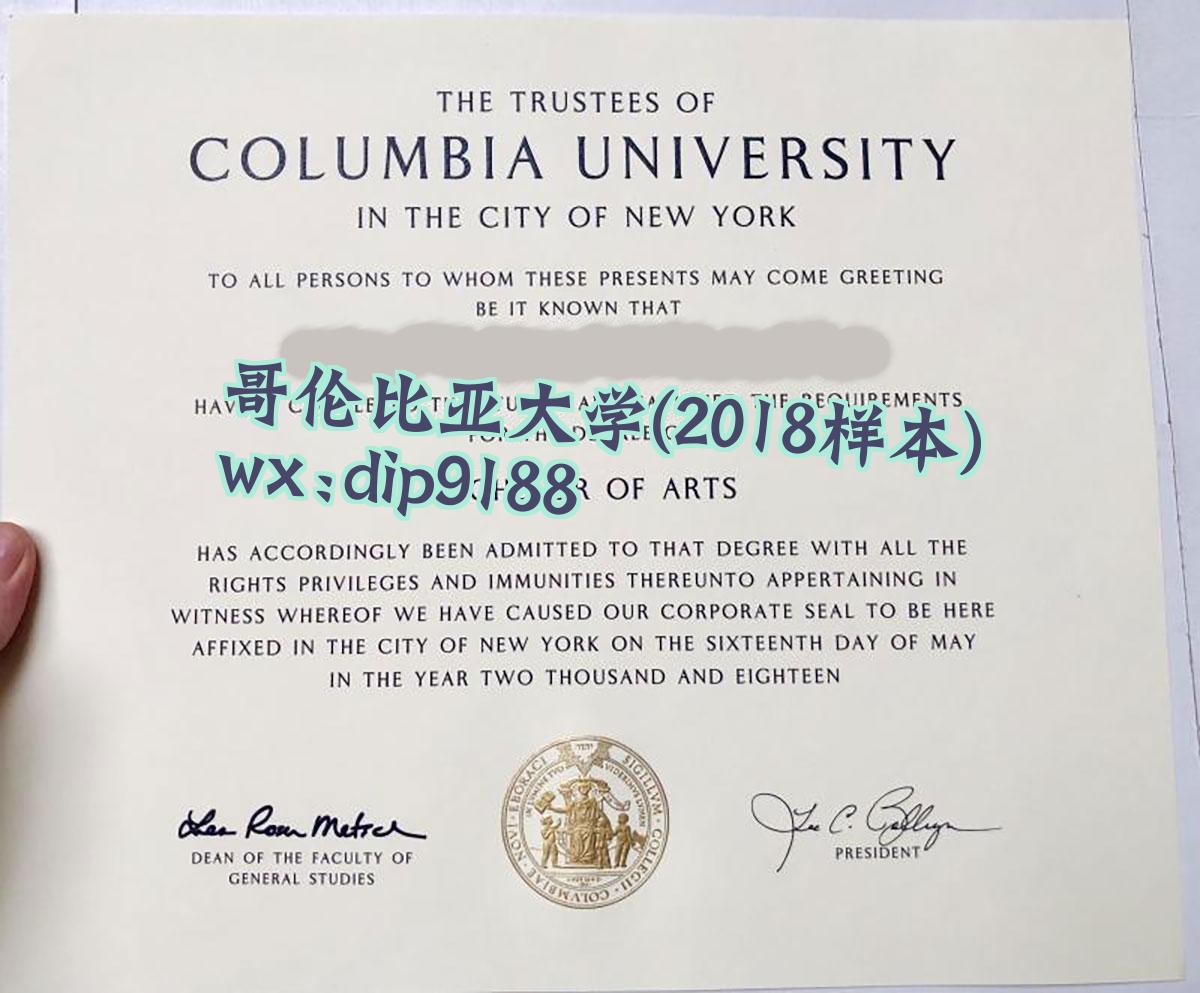 THE TRUSTEES OF
COLUMBIA UNIVERSITY
IN THE CITY OF NEW YORK
TO ALL PERSONS TO WHOM THESE PRESENTS MAY COME GREETING
BE IT KNOWN THAT
哥伦比亚大学(2018样本)
THE REQUIREMENTS
wx:dip9188
OF ARTS
HAS ACCORDINGLY BEEN ADMITTED TO THAT DEGREE WITH ALL THE
RIGHTS PRIVILEGES AND IMMUNITIES THEREUNTO APPERTAINING IN
WITNESS WHEREOF WE HAVE CAUSED OUR CORPORATE SEAL TO BE HERE
AFFIXED IN THE CITY OF NEW YORK ON THE SIXTEENTH DAY OF MAY
IN THE YEAR TWO THOUSAND AND EIGHTEEN
SIGILLVM COLLEGII COLVMBIAE NOVI EBORACI
DEAN OF THE FACULTY OF
GENERAL STUDIES
PRESIDENT